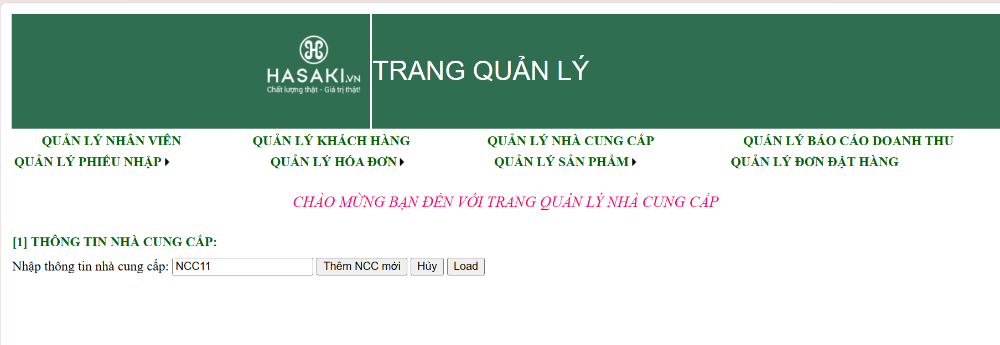 HASAKI.VN
Chất lượng thật - Giá trị thật!
TRANG QUẢN LÝ
QUẢN LÝ NHÂN VIÊN QUẢN LÝ KHÁCH HÀNG QUẢN LÝ NHÀ CUNG CẤP QUÁN LÝ BÁO CÁO DOANH THU
QUẢN LÝ PHIẾU NHẬP QUẢN LÝ HÓA ĐƠN QUẢN LÝ SẢN PHẨM QUẢN LÝ ĐƠN ĐẶT HÀNG
CHÀO MỪNG BẠN ĐẾN VỚI TRANG QUẢN LÝ NHÀ CUNG CẤP
[1] THÔNG TIN NHÀ CUNG CẤP:
Nhập thông tin nhà cung cấp: NCC11 Thêm NCC mới Hủy Load